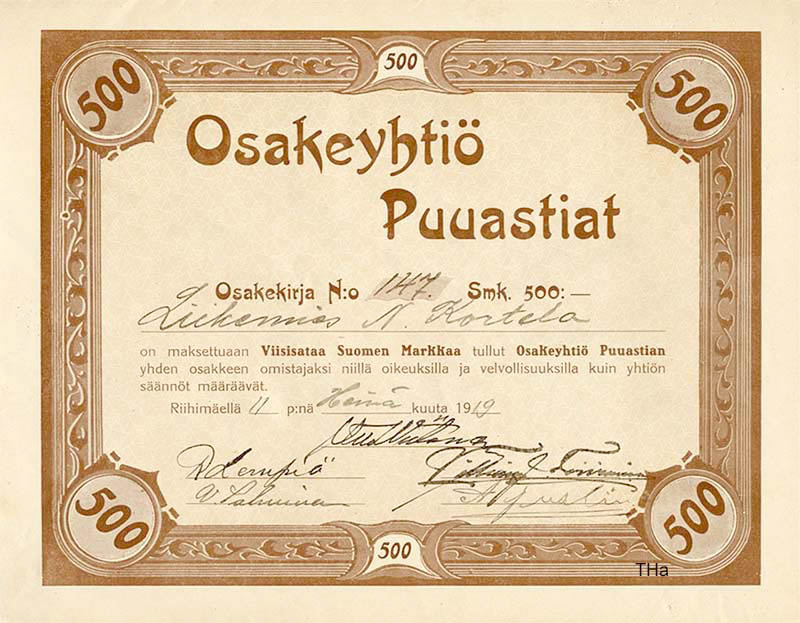 500
500 500
Osakeyhtiö
Puuastiat
Osakekirja N:o 147. Smk. 500:—
Liikemies N. Kortela
on maksettuaan Viisisataa Suomen Markkaa tullut Osakeyhtiö Puuastian
yhden osakkeen omistajaksi niillä oikeuksilla ja velvollisuuksilla kuin yhtiön
säännöt määräävät.
Riihimäellä 11 p:nä Heinä kuuta 1919
Lempiä
V. Salminen
500 500
500
THa